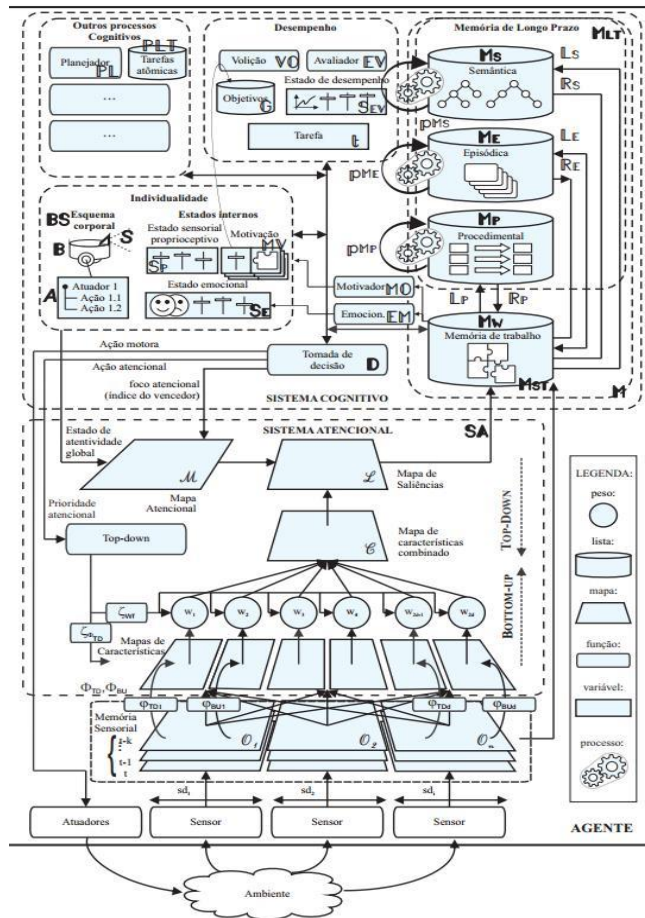 Outros processos
Cognitivos
PLT
Planejador
PL
Tarefas
atômicas
...
...
Desempenho
Volição VO
Avaliador EV
Objetivos
G
Estado de desempenho
SEV
Tarefa t
Memória de Longo Prazo
MLT
MS
Semântica
LS
RS
pMS
ME
Episódica
LE
RE
pME
MP
Procedimental
pMP
LP
RP
Individualidade
BS
Esquema
corporal
S
B
A
Atuador 1
Ação 1.1
Ação 1.2
Estados internos
Estado sensorial
proprioceptivo
SP
Motivação
MV
Estado emocional
SE
Motivador MO
Emocion. EM
MW
Memória de trabalho
MST
M
Ação motora
Ação atencional
Tomada de
decisão
D
foco atencional
(índice do vencedor)
SISTEMA COGNITIVO
SISTEMA ATENCIONAL
SA
Estado de
atentividade
global
ℳ
Mapa
Atencional
ℒ
Mapa de
Saliências
Prioridade
atencional
Top-down
𝒞
Mapa de
características
combinado
TOP-DOWN
BOTTOM-UP
ζWf
ζΦTD
w1
w2
w3
w2d-1
w2d
Mapas de
Características
ΦTD, ΦBU
φTD1
φBU1
φTDd
φBUd
Memória
Sensorial
t-k
⋮
t-1
t
𝒪1
𝒪2
sd1
sd2
Atuadores
Sensor
Sensor
Sensor
Ambiente
AGENTE
LEGENDA:
peso:
lista:
mapa:
função:
variável:
processo: